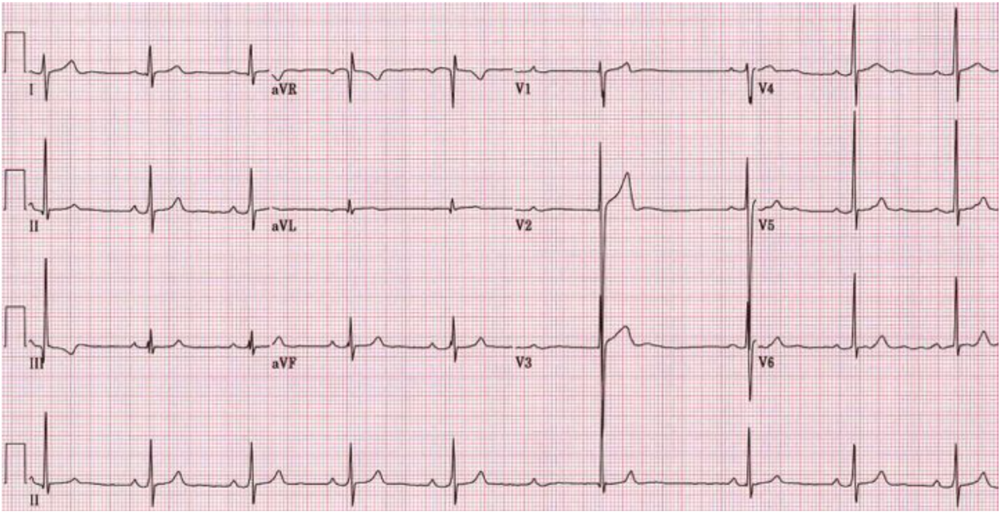 I aVR V1 V4
II aVL V2 V5
III aVF V3 V6
II